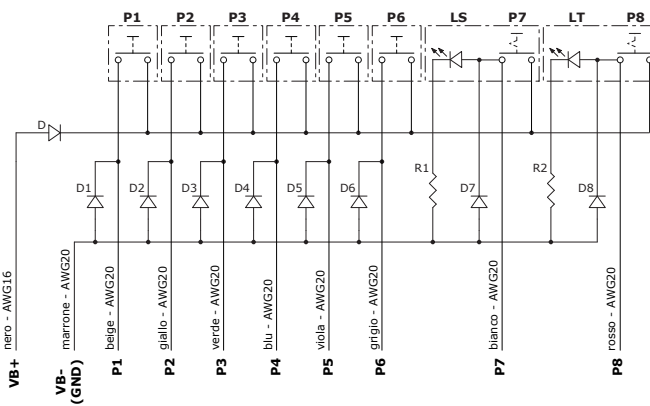 P1 P2 P3 P4 P5 P6 LS P7 LT P8
D
R1 R2
D1 D2 D3 D4 D5 D6 D7 D8
nero - AWG16
marrone - AWG20
beige - AWG20
giallo - AWG20
verde - AWG20
blu - AWG20
viola - AWG20
grigio - AWG20
bianco - AWG20
rosso - AWG20
VB+
VB-
(GND)
P1
P2
P3
P4
P5
P6
P7
P8